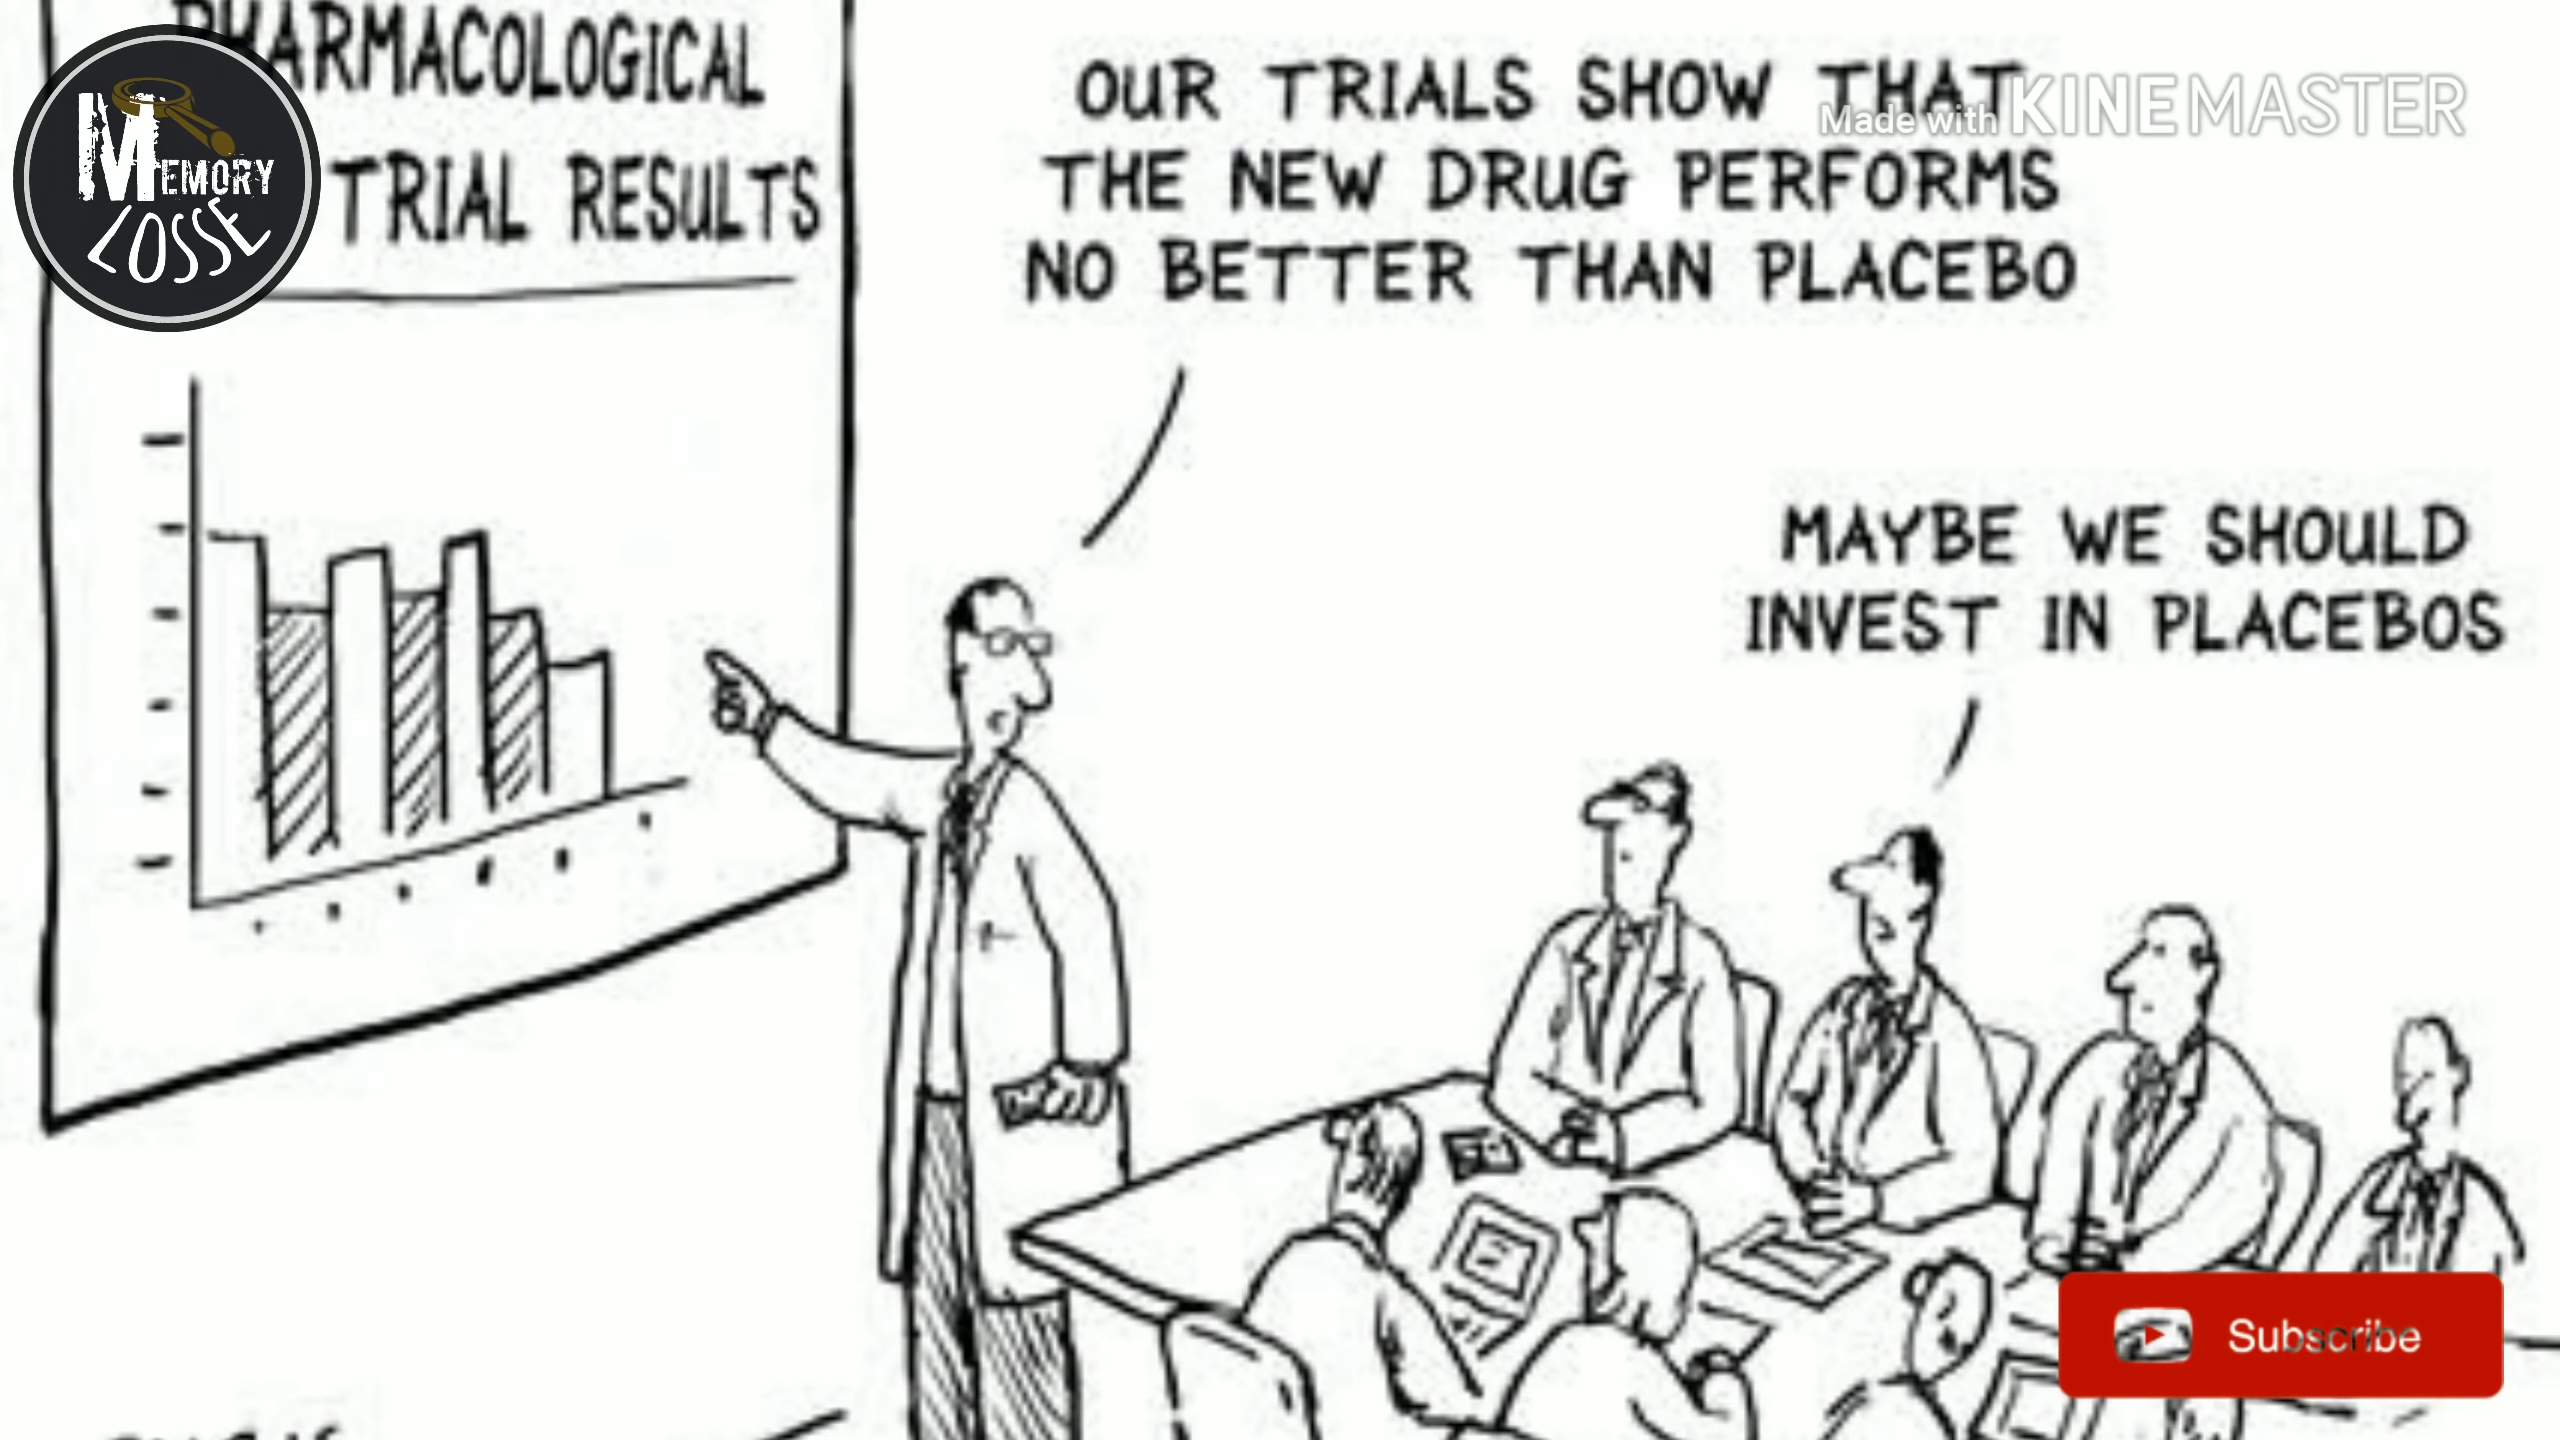 PHARMACOLOGICAL
TRIAL RESULTS
MEMORY
LOSSE
OUR TRIALS SHOW THAT
THE NEW DRUG PERFORMS
NO BETTER THAN PLACEBO
Made with KINEMASTER
MAYBE WE SHOULD
INVEST IN PLACEBOS
Subscribe